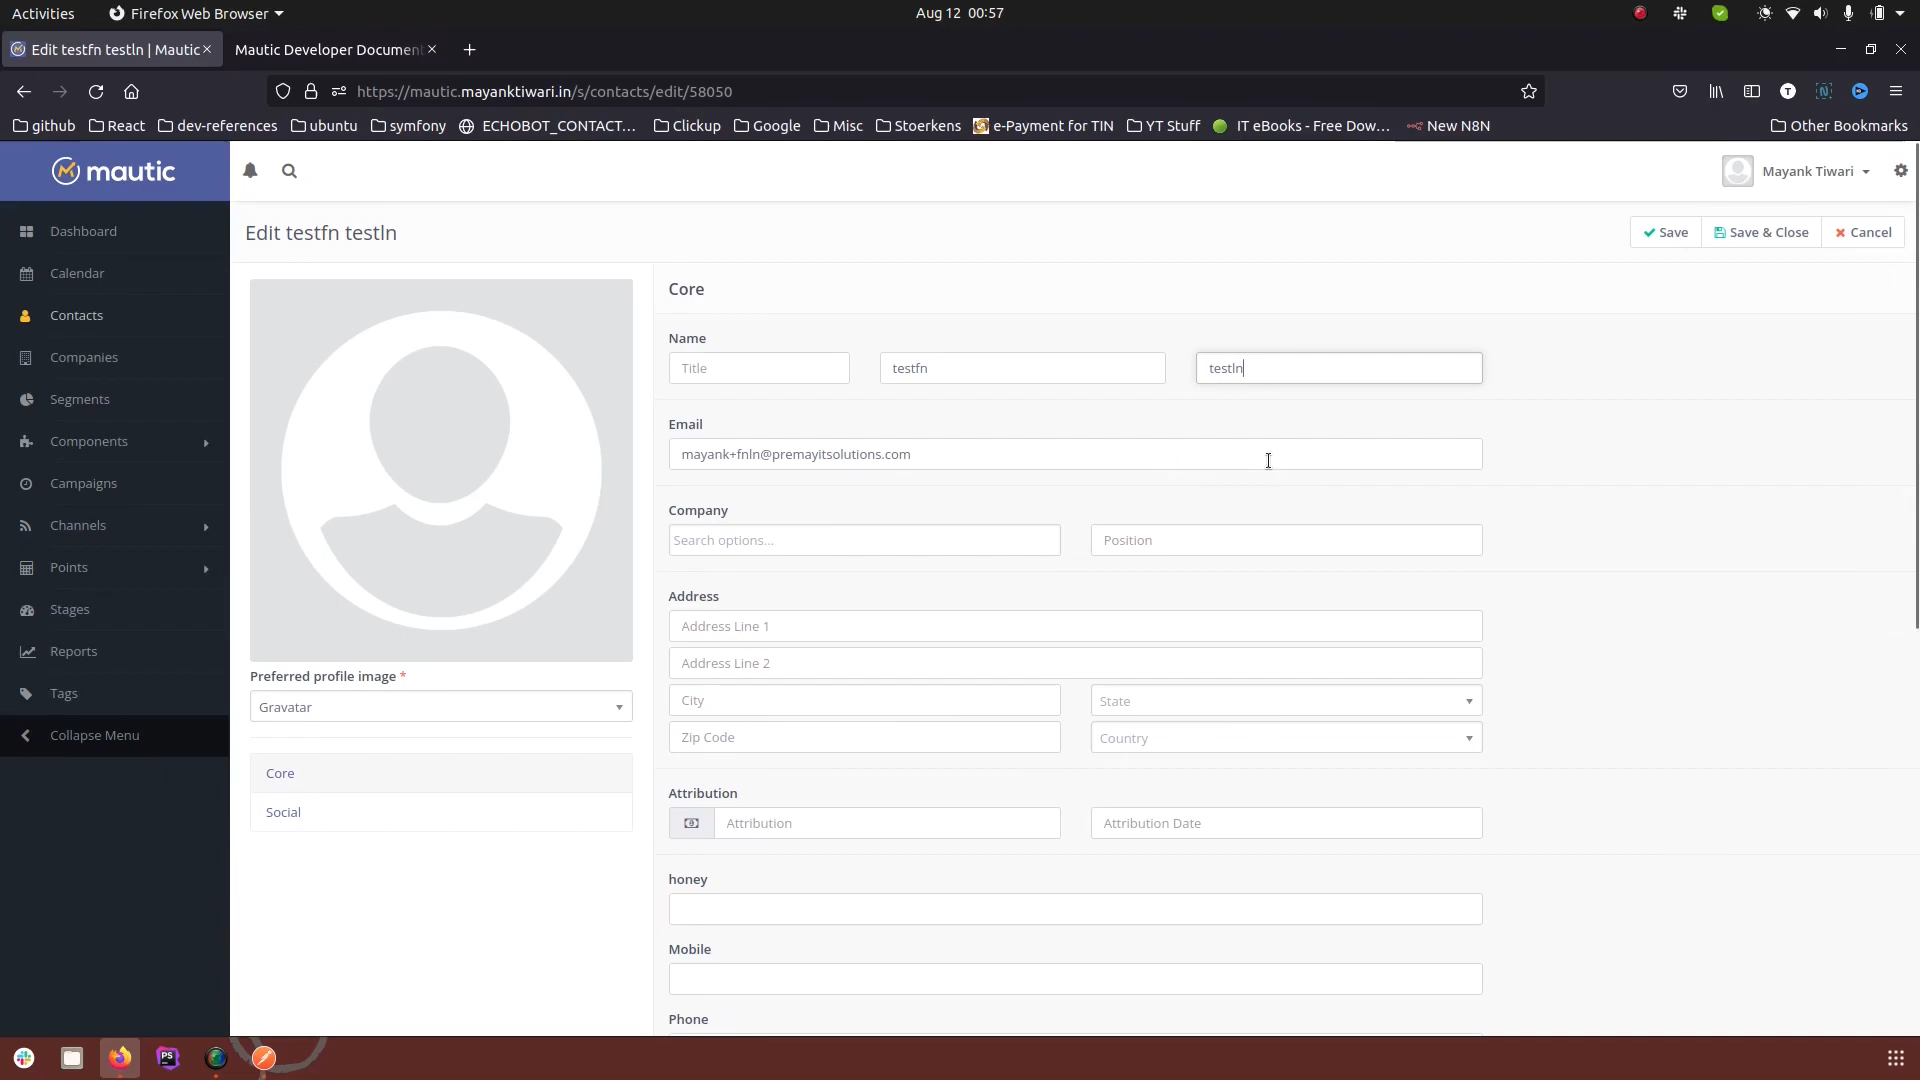 Activities
Firefox Web Browser
Aug 12 00:57
Edit testfn testln | Mautic
Mautic Developer Document
https://mautic.mayanktiwari.in/s/contacts/edit/58050
github
React
dev-references
ubuntu
symfony
ECHOBOT_CONTACT...
Clickup
Google
Misc
Stoerkens
e-Payment for TIN
YT Stuff
IT eBooks - Free Dow...
New N8N
Other Bookmarks
mautic
Mayank Tiwari
Edit testfn testln
Save
Save & Close
Cancel
Dashboard
Calendar
Contacts
Companies
Segments
Components
Campaigns
Channels
Points
Stages
Reports
Tags
Collapse Menu
Preferred profile image *
Gravatar
Core
Social
Core
Name
Title
testfn
testln
Email
mayank+fnln@premayitsolutions.com
Company
Search options...
Position
Address
Address Line 1
Address Line 2
City
State
Zip Code
Country
Attribution
Attribution
Attribution Date
honey
Mobile
Phone